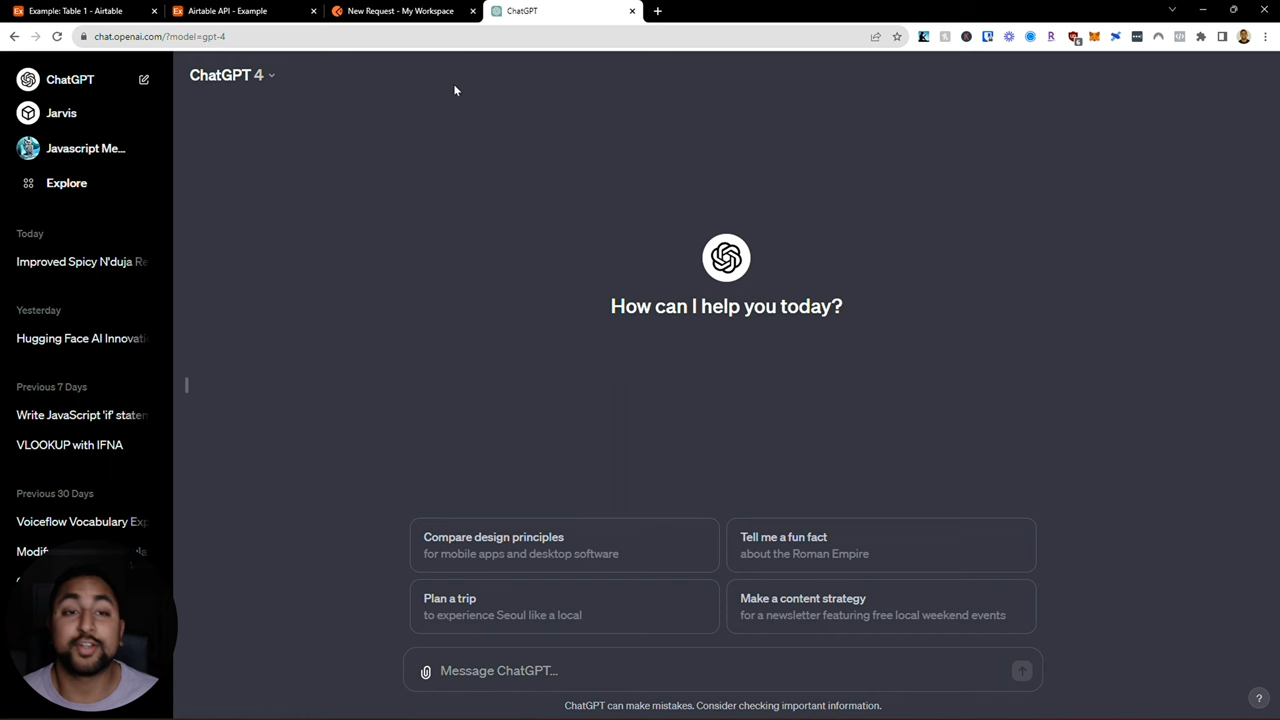 Example: Table 1 - Airtable
Airtable API - Example
New Request - My Workspace
ChatGPT
chat.openai.com/?model=gpt-4
ChatGPT
Jarvis
Javascript Me...
Explore
Today
Improved Spicy N'duja Re
Yesterday
Hugging Face AI Innovati
Previous 7 Days
Write JavaScript 'if' staten
VLOOKUP with IFNA
Previous 30 Days
Voiceflow Vocabulary Exp
Modif
ChatGPT 4
How can I help you today?
Compare design principles
for mobile apps and desktop software
Tell me a fun fact
about the Roman Empire
Plan a trip
to experience Seoul like a local
Make a content strategy
for a newsletter featuring free local weekend events
Message ChatGPT...
ChatGPT can make mistakes. Consider checking important information.
?